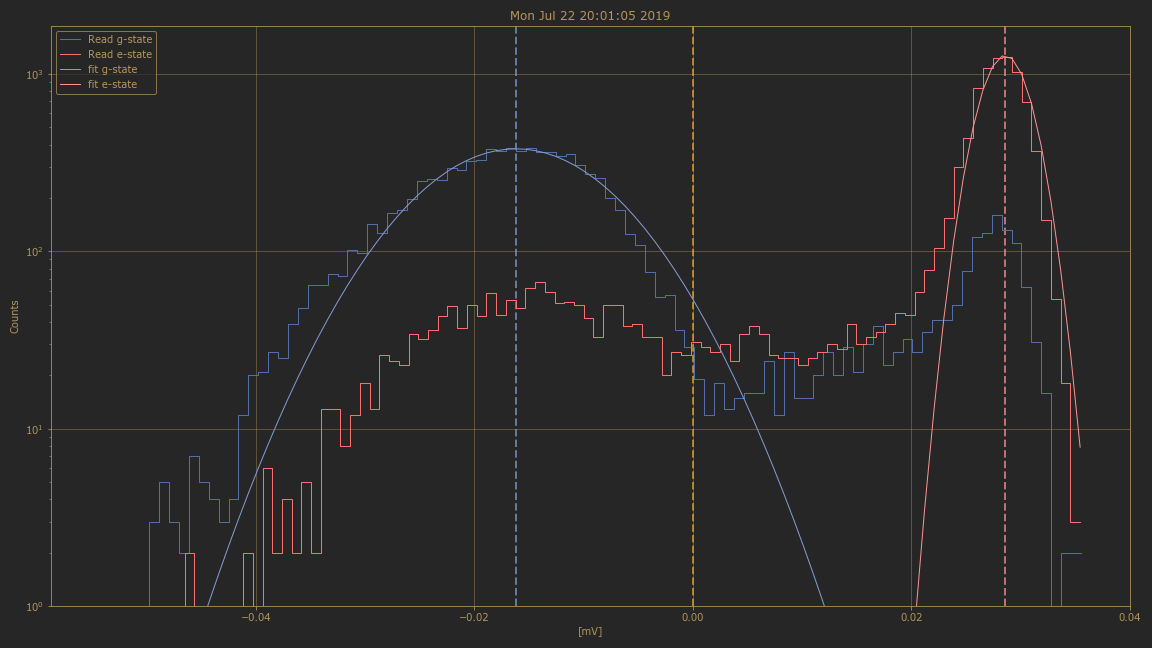 Mon Jul 22 20:01:05 2019
Read g-state
Read e-state
fit g-state
fit e-state
Counts
10³
10²
10¹
10⁰
−0.04
−0.02
0.00
0.02
0.04
[mV]